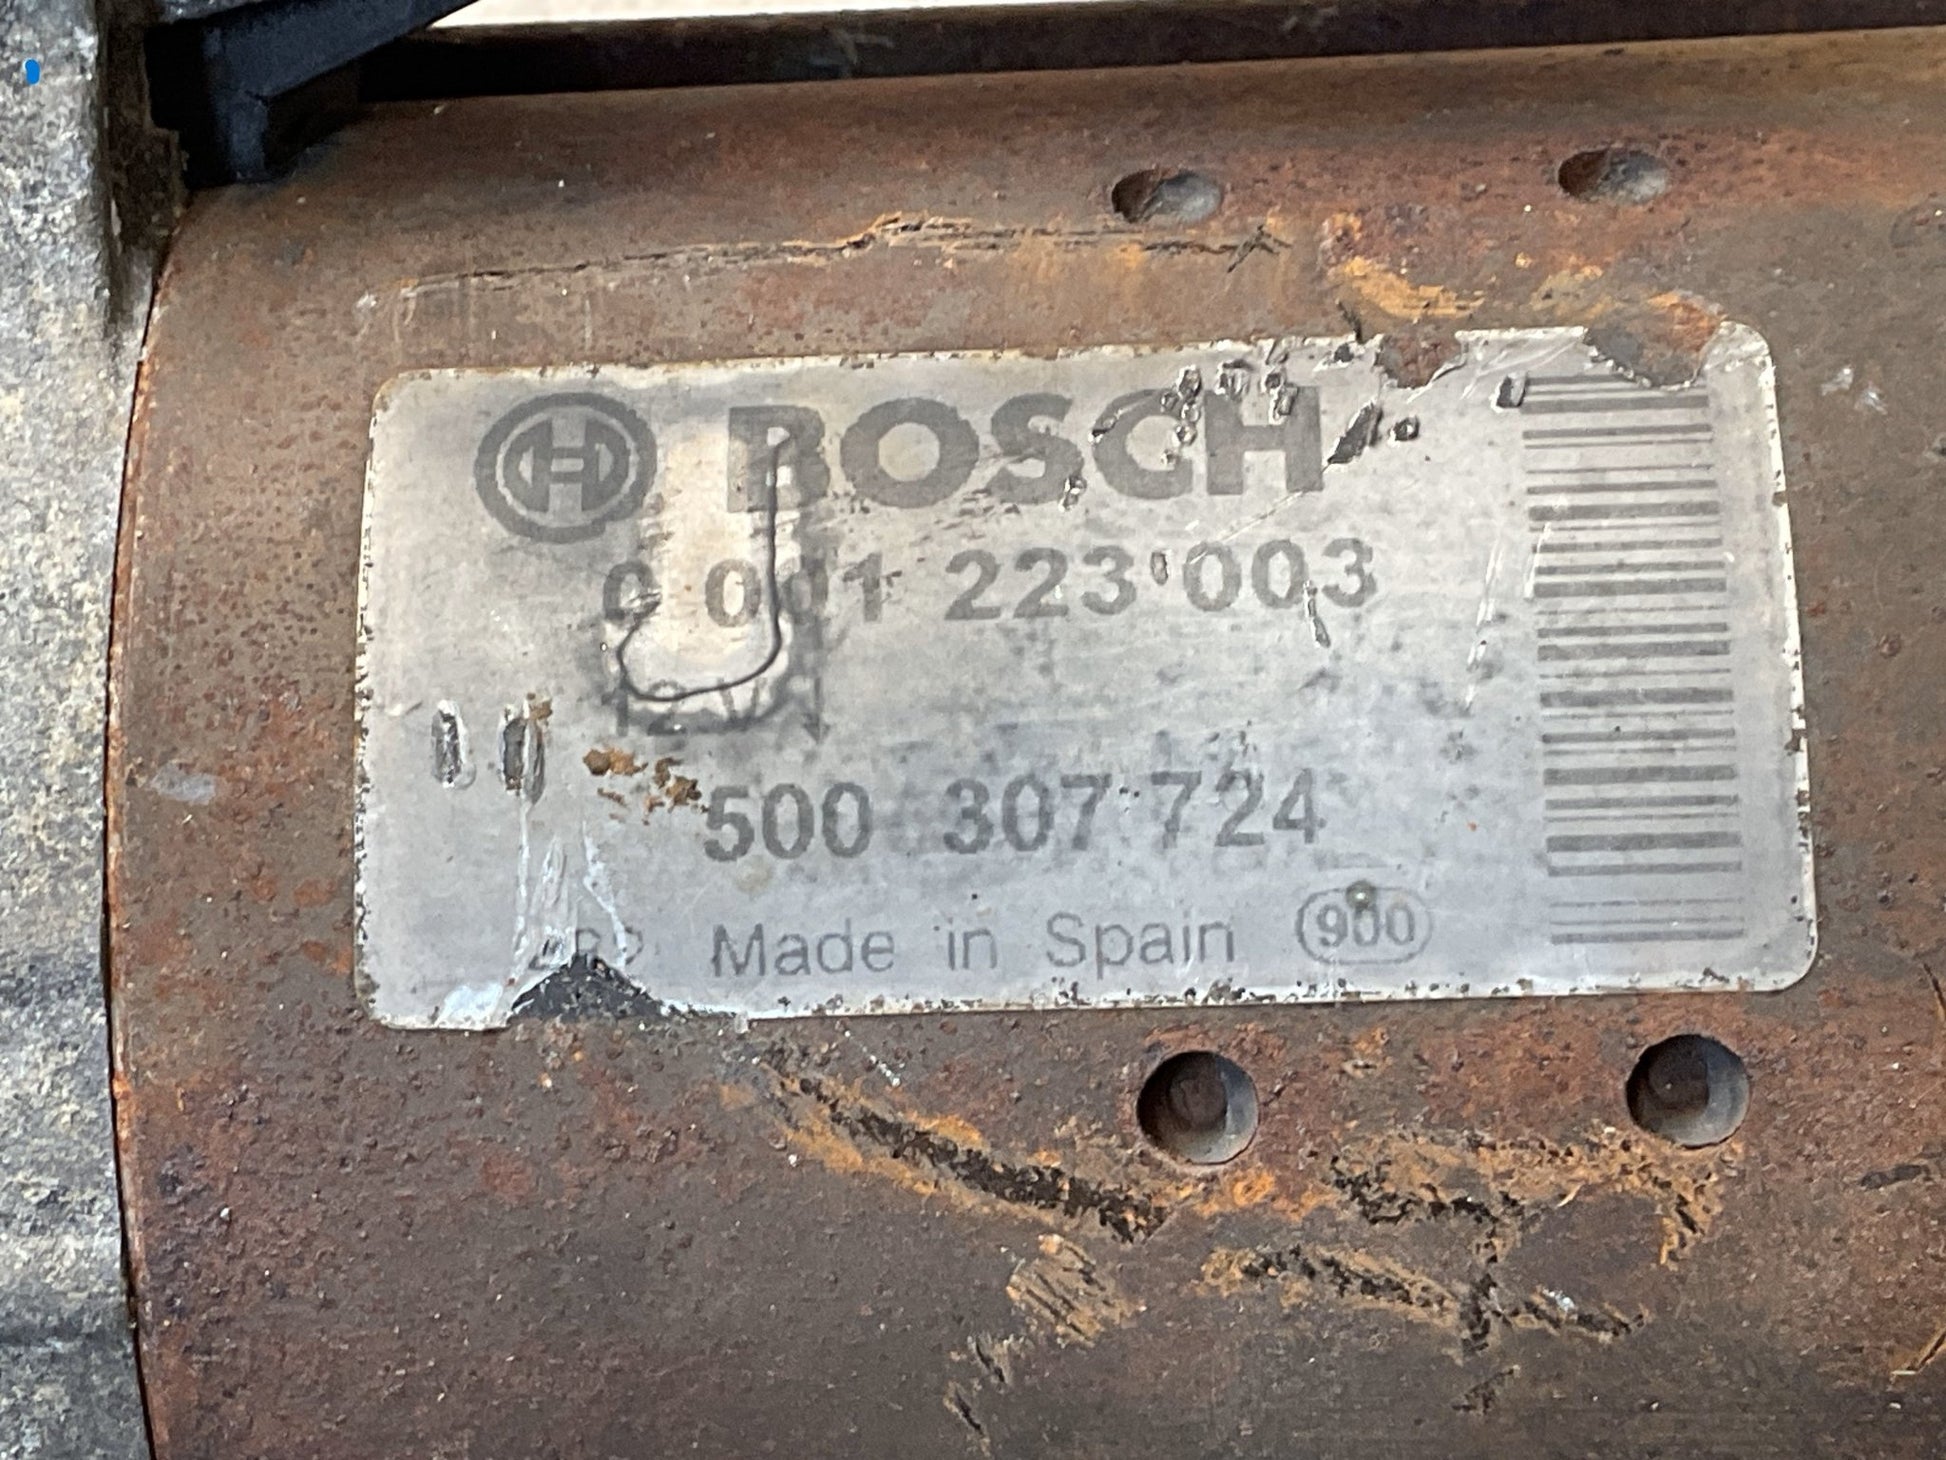 BOSCH
0 001 223 003
12 V
500 307 724
Made in Spain 900